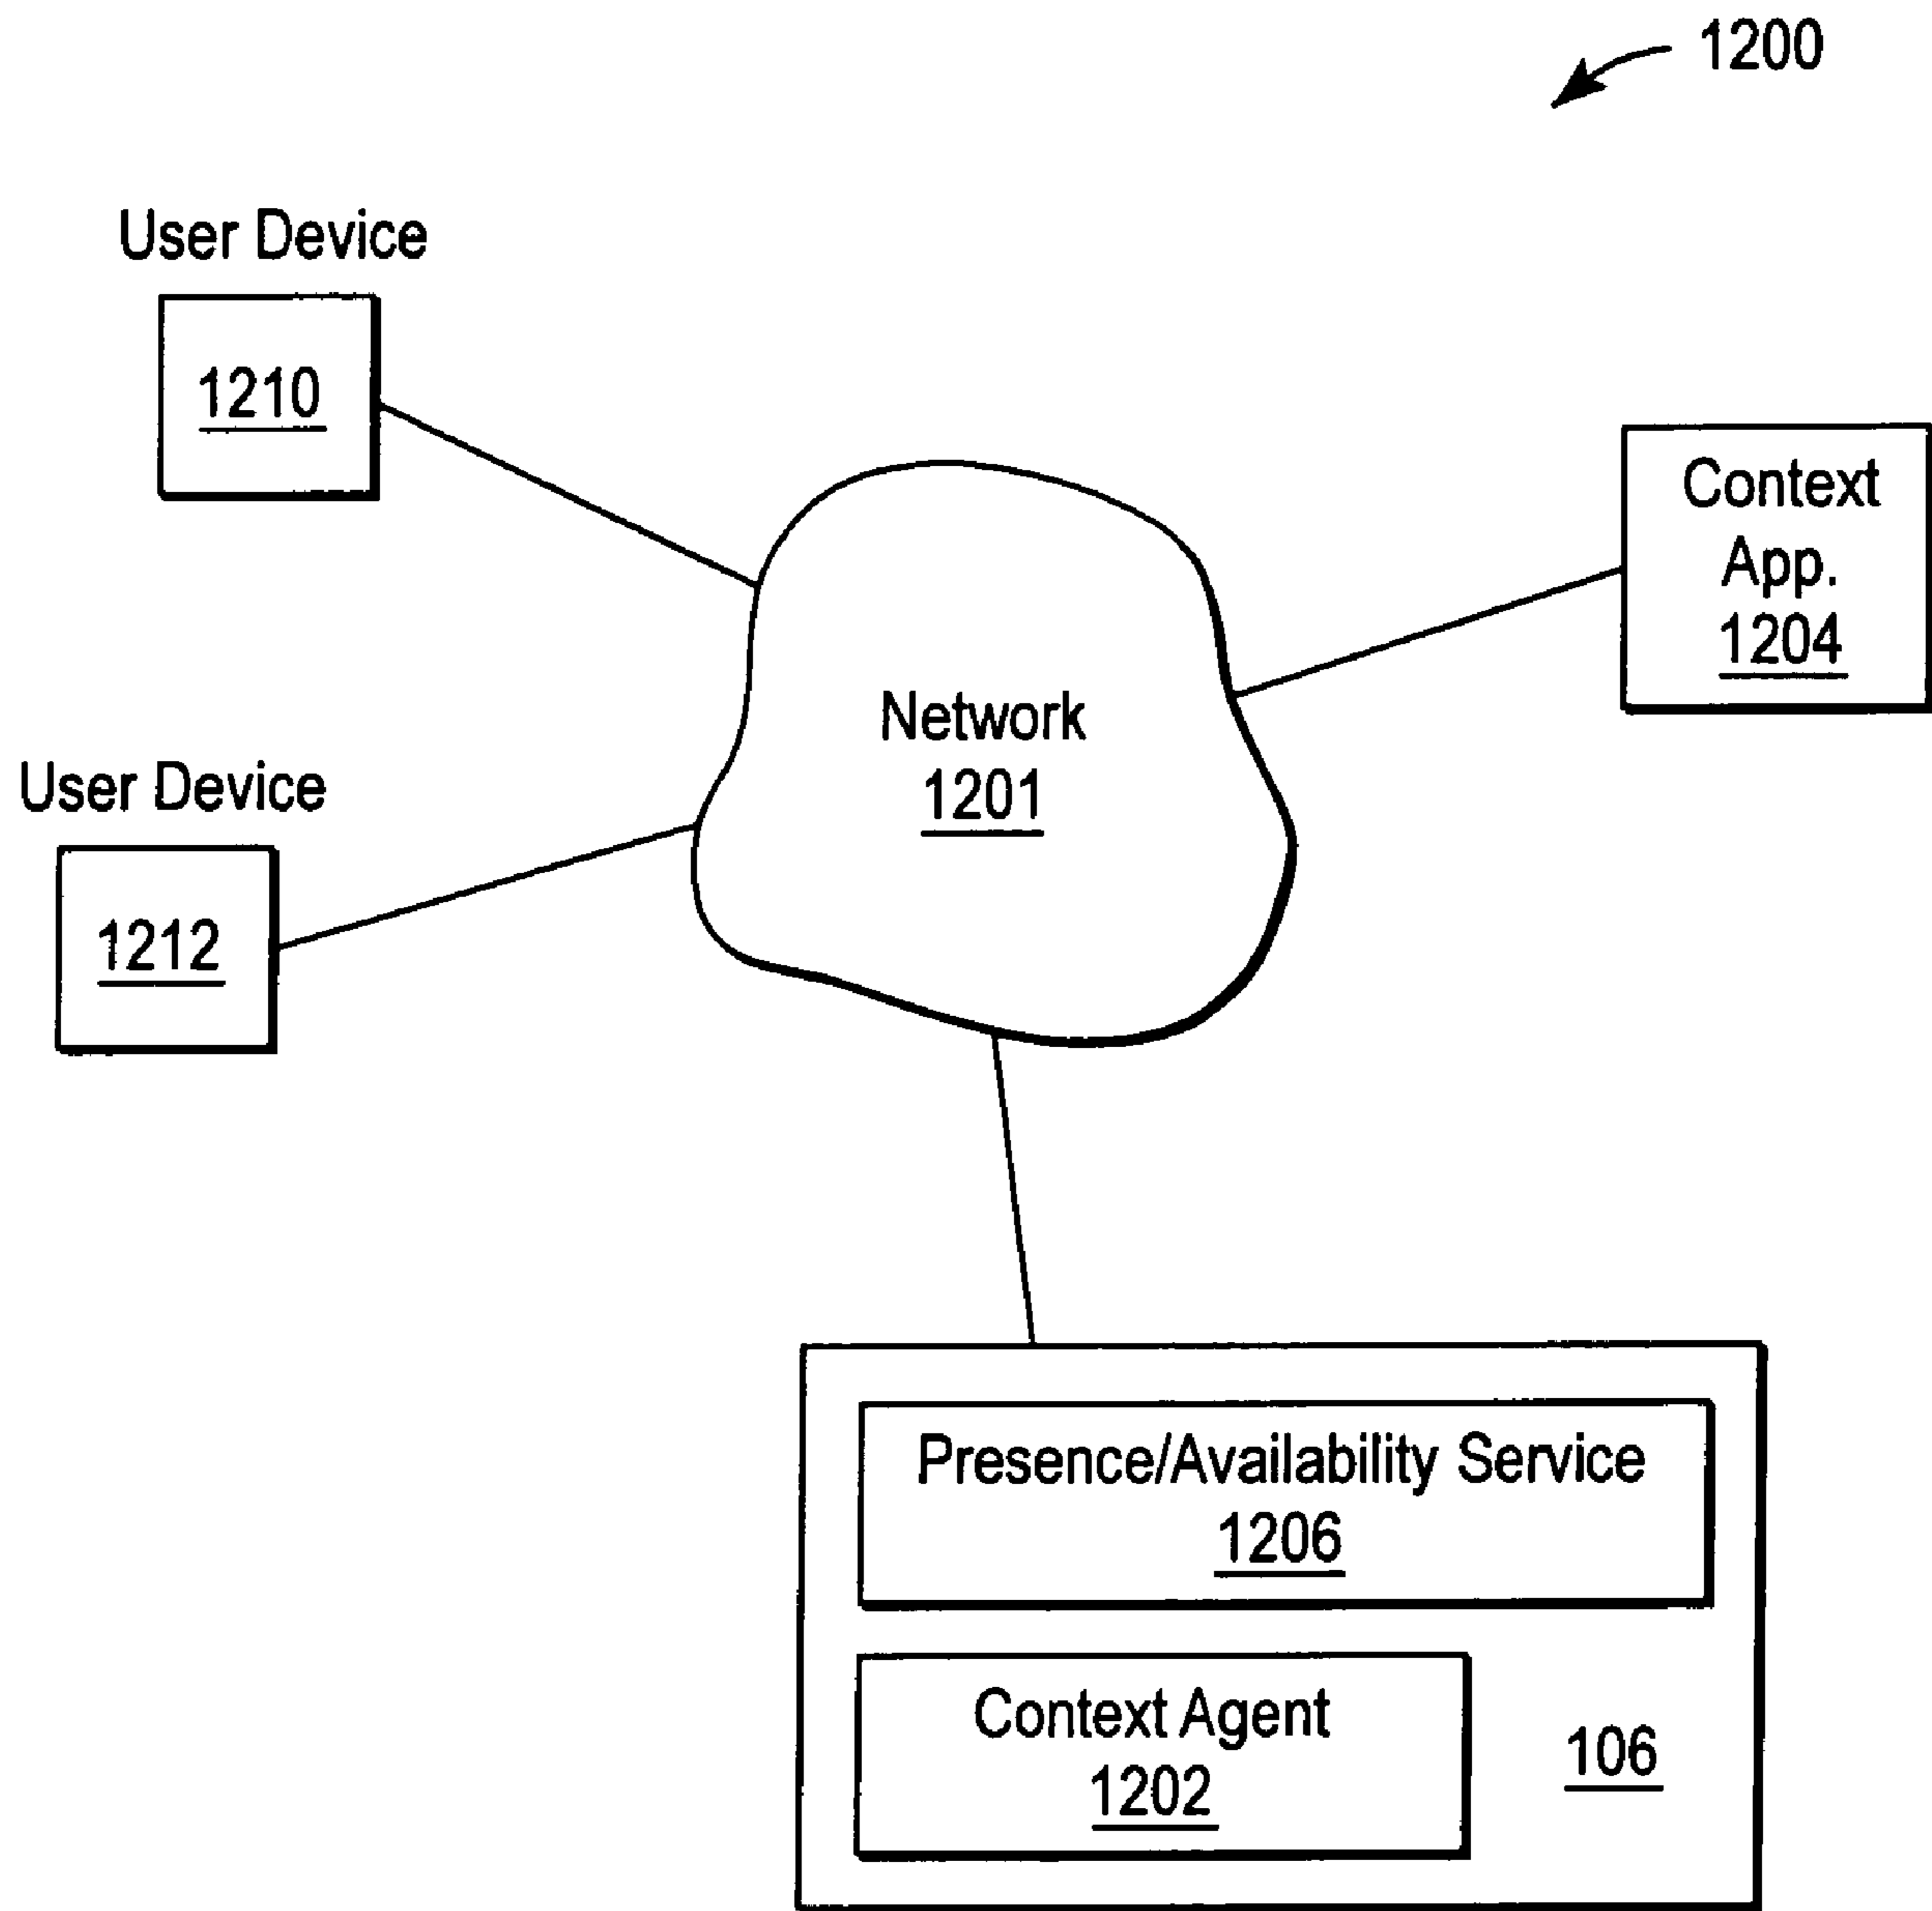 1200
User Device
1210
Context
App.
1204
Network
1201
User Device
1212
Presence/Availability Service
1206
Context Agent
1202
106